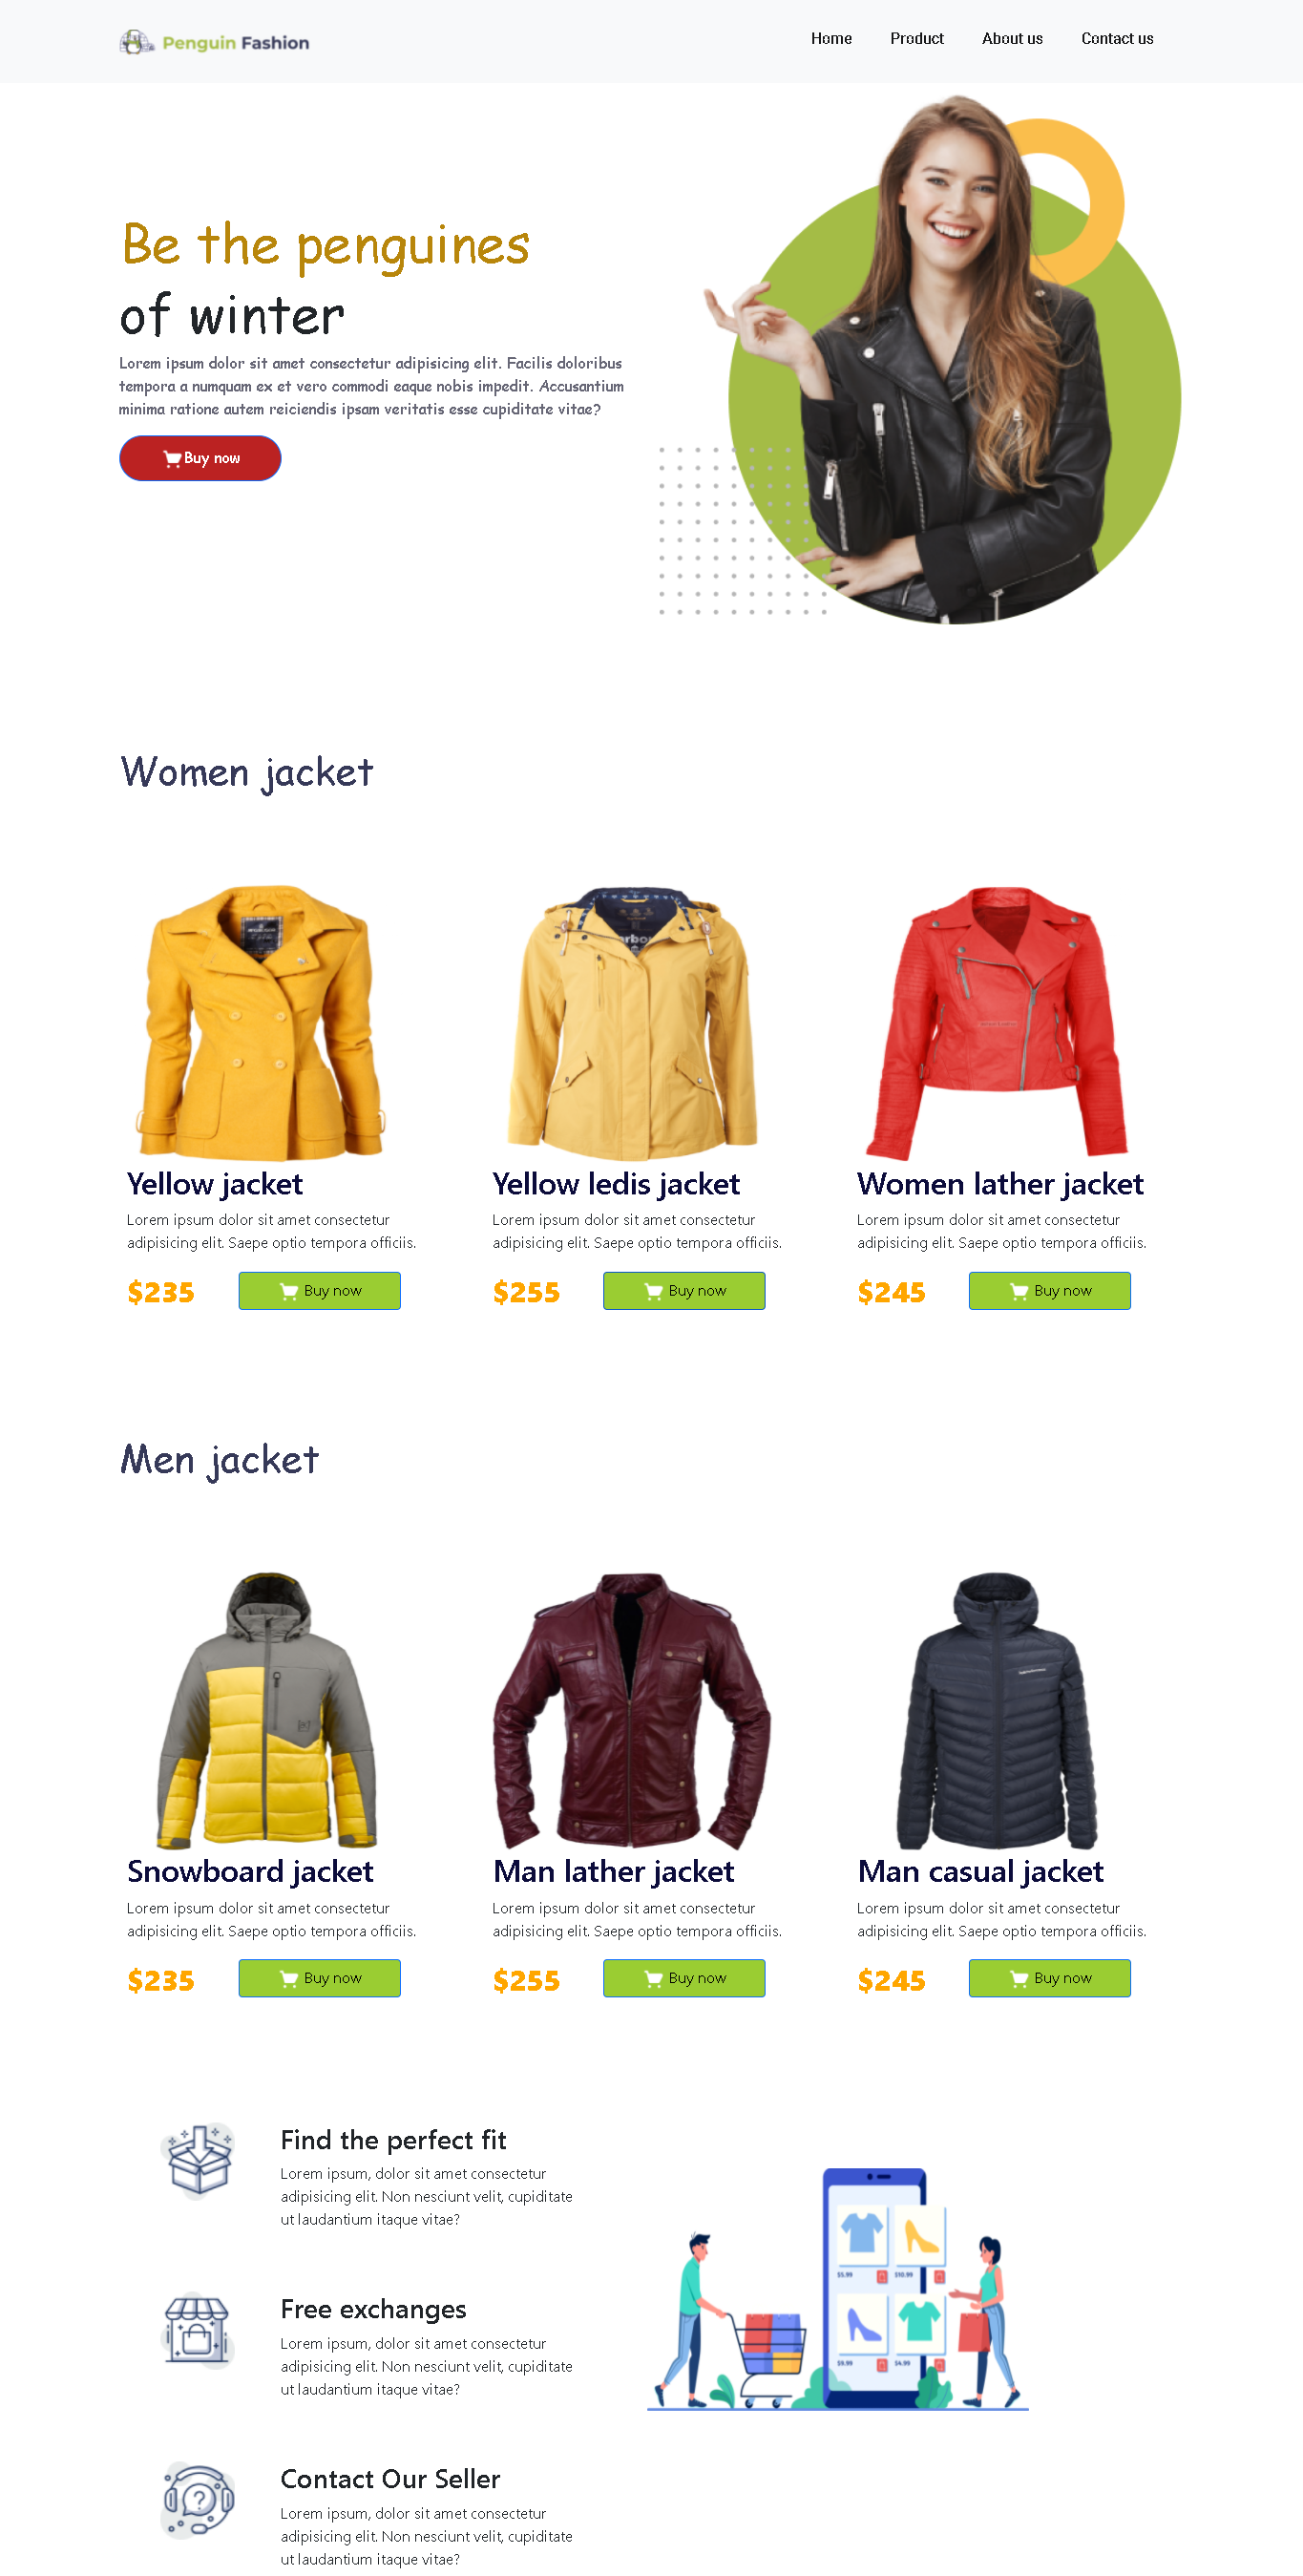 Penguin Fashion
Home Product About us Contact us
Be the penguines
of winter
Lorem ipsum dolor sit amet consectetur adipisicing elit. Facilis doloribus
tempora a numquam ex et vero commodi eaque nobis impedit. Accusantium
minima ratione autem reiciendis ipsam veritatis esse cupiditate vitae?
Buy now
Women jacket
Yellow jacket
Lorem ipsum dolor sit amet consectetur
adipisicing elit. Saepe optio tempora officiis.
$235 Buy now
Yellow ledis jacket
Lorem ipsum dolor sit amet consectetur
adipisicing elit. Saepe optio tempora officiis.
$255 Buy now
Women lather jacket
Lorem ipsum dolor sit amet consectetur
adipisicing elit. Saepe optio tempora officiis.
$245 Buy now
Men jacket
Snowboard jacket
Lorem ipsum dolor sit amet consectetur
adipisicing elit. Saepe optio tempora officiis.
$235 Buy now
Man lather jacket
Lorem ipsum dolor sit amet consectetur
adipisicing elit. Saepe optio tempora officiis.
$255 Buy now
Man casual jacket
Lorem ipsum dolor sit amet consectetur
adipisicing elit. Saepe optio tempora officiis.
$245 Buy now
Find the perfect fit
Lorem ipsum, dolor sit amet consectetur
adipisicing elit. Non nesciunt velit, cupiditate
ut laudantium itaque vitae?
Free exchanges
Lorem ipsum, dolor sit amet consectetur
adipisicing elit. Non nesciunt velit, cupiditate
ut laudantium itaque vitae?
Contact Our Seller
Lorem ipsum, dolor sit amet consectetur
adipisicing elit. Non nesciunt velit, cupiditate
ut laudantium itaque vitae?
$5.99 $10.99
$9.99 $4.99